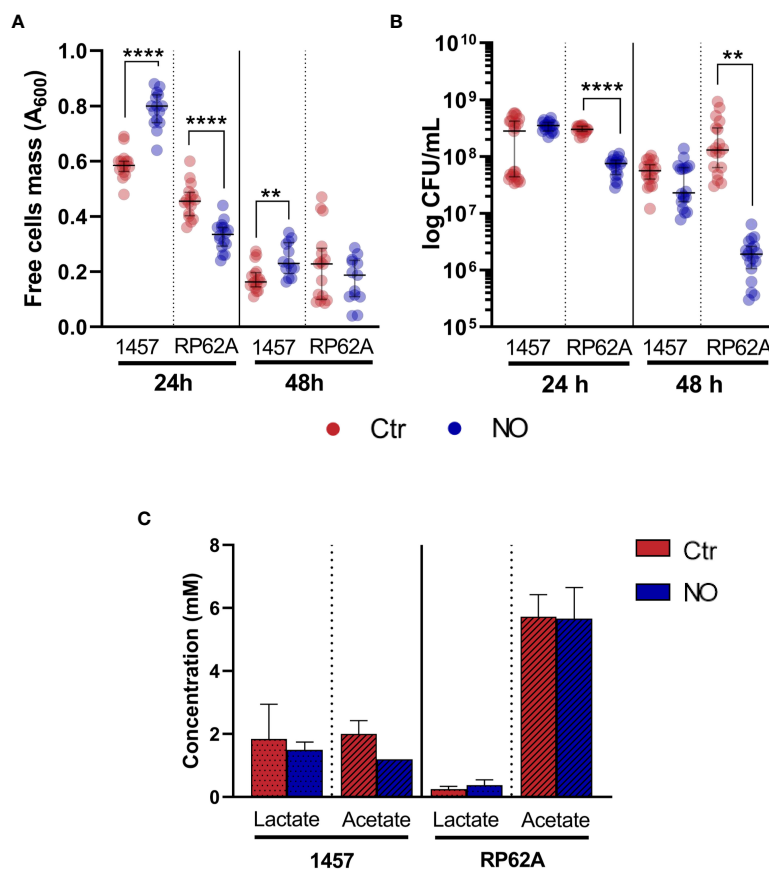 A
Free cells mass (A600)
1.0
0.8
0.6
0.4
0.2
0.0
****
****
**
1457 RP62A 1457 RP62A
24h 48h
B
log CFU/mL
10^10
10^9
10^8
10^7
10^6
10^5
****
**
1457 RP62A 1457 RP62A
24 h 48 h
Ctr NO
C
Concentration (mM)
8
6
4
2
0
Lactate Acetate Lactate Acetate
1457 RP62A
Ctr
NO